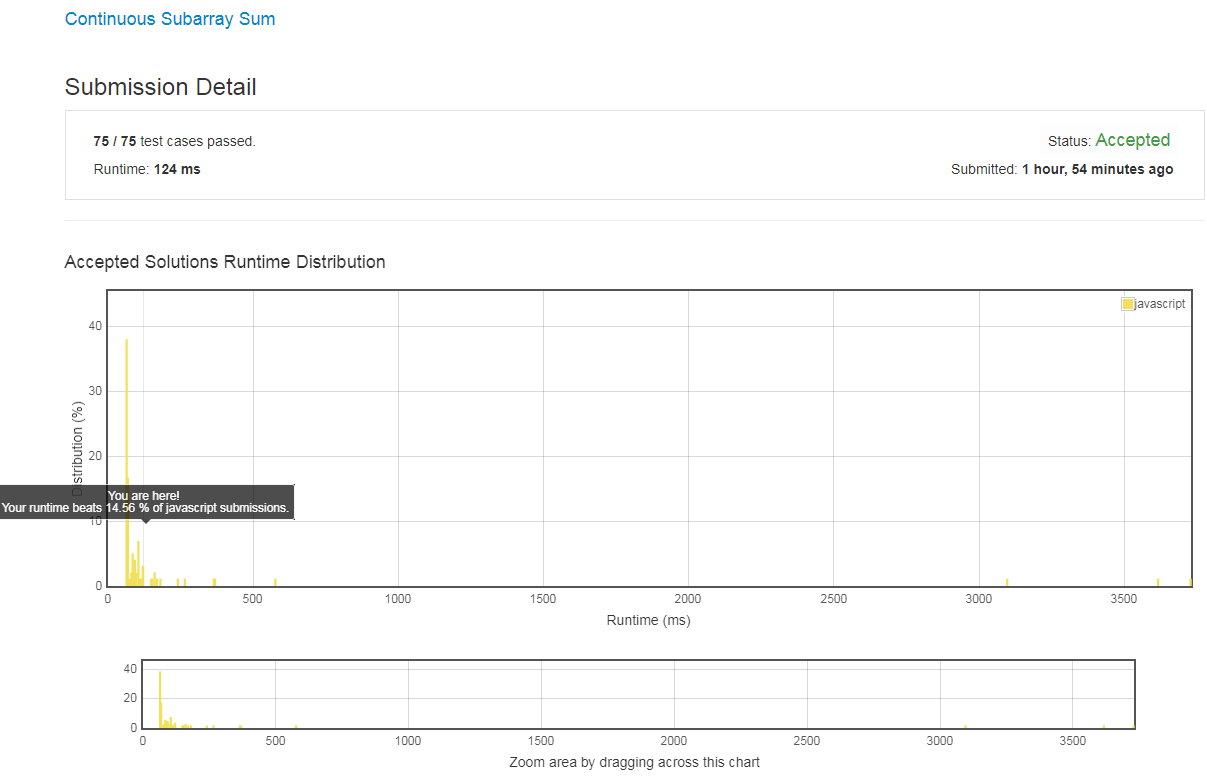 Continuous Subarray Sum
Submission Detail
75 / 75 test cases passed.
Status: Accepted
Runtime: 124 ms
Submitted: 1 hour, 54 minutes ago
Accepted Solutions Runtime Distribution
javascript
40
30
20
10
0
Distribution (%)
You are here!
Your runtime beats 14.56 % of javascript submissions.
0 500 1000 1500 2000 2500 3000 3500
Runtime (ms)
40
20
0
0 500 1000 1500 2000 2500 3000 3500
Zoom area by dragging across this chart